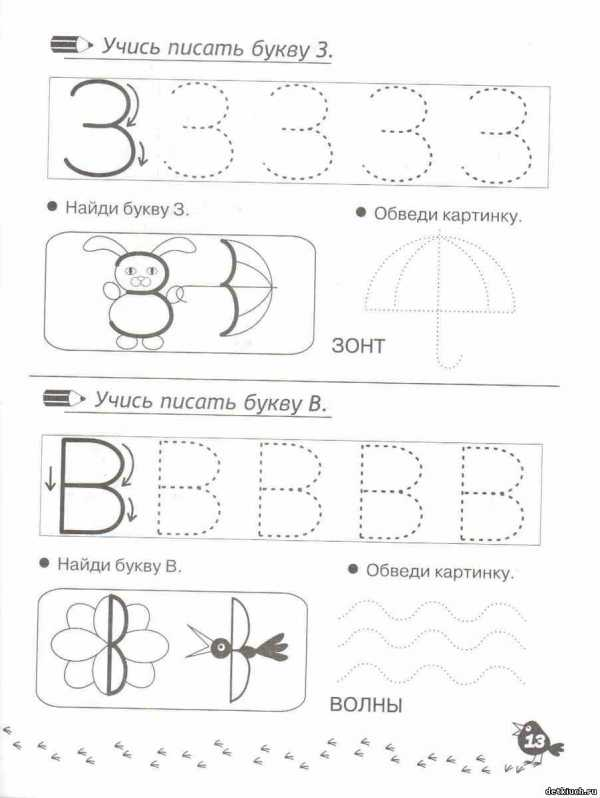 Учись писать букву З.
З З З З З
Найди букву З.
Обведи картинку.
ЗОНТ
Учись писать букву В.
В В В В В
Найди букву В.
Обведи картинку.
ВОЛНЫ
13
detkiuch.ru